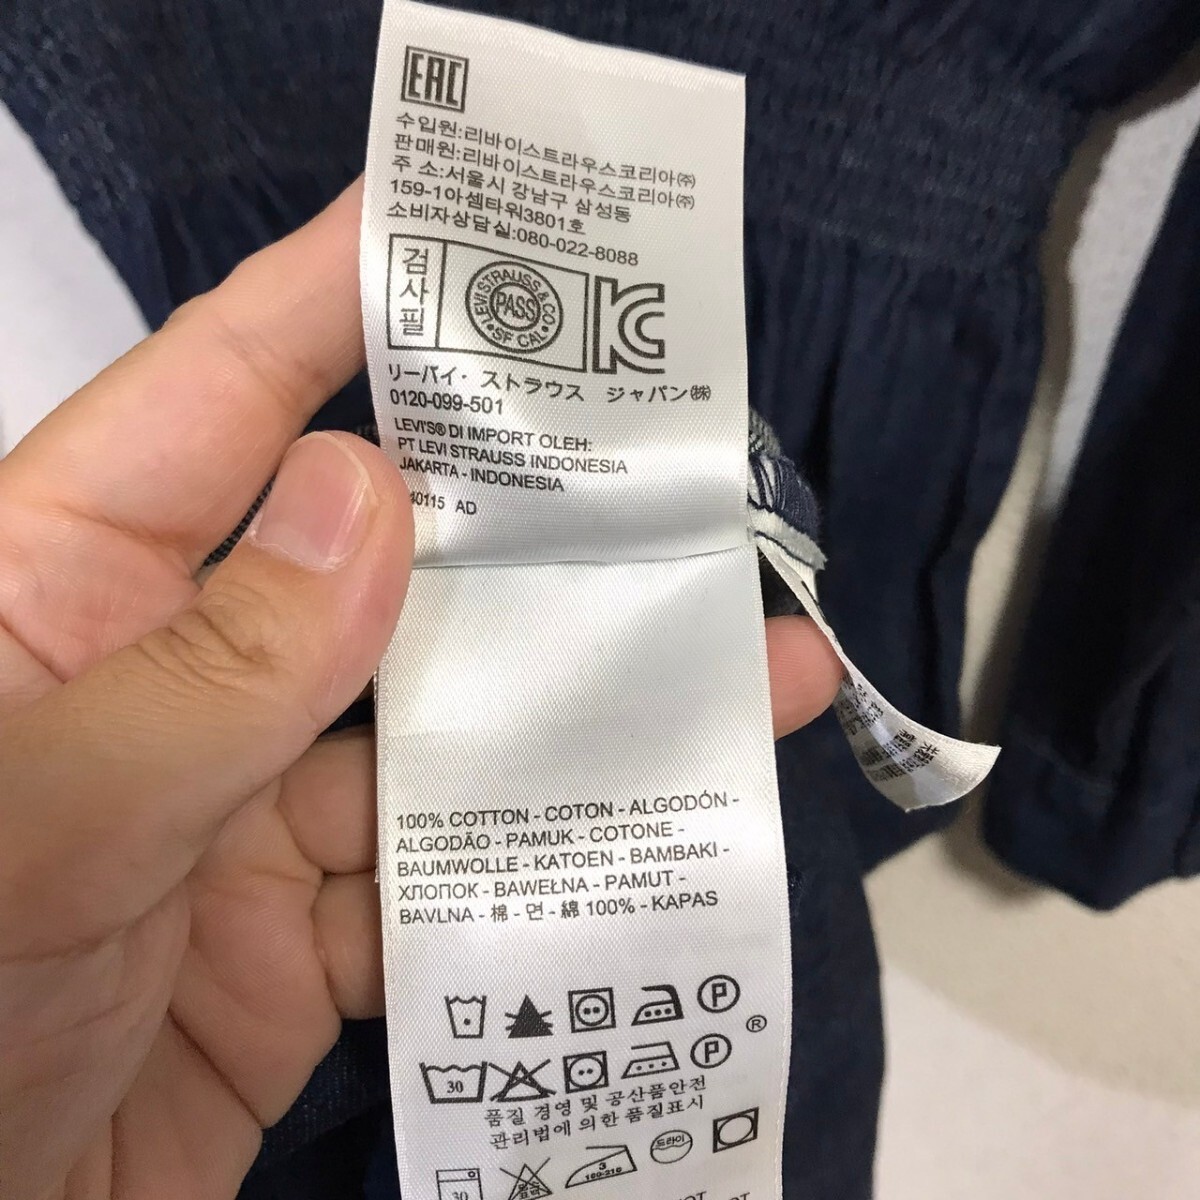 EAC
수입원:리바이스트라우스코리아㈜
판매원:리바이스트라우스코리아㈜
주 소:서울시 강남구 삼성동
159-1아셈타워3801호
소비자상담실:080-022-8088
검사필
LEVI STRAUSS & CO
PASS
SF CAL
KC
リーバイ・ストラウス ジャパン㈱
0120-099-501
LEVI'S® DI IMPORT OLEH:
PT LEVI STRAUSS INDONESIA
JAKARTA - INDONESIA
40115 AD
100% COTTON - COTON - ALGODÓN -
ALGODÃO - PAMUK - COTONE -
BAUMWOLLE - KATOEN - BAMBAKI -
ХЛОПОК - BAWEŁNA - PAMUT -
BAVLNA - 棉 - 면 - 綿 100% - KAPAS
P
®
30 P
품질 경영 및 공산품안전
관리법에 의한 품질표시
30 3 160-210 드라이